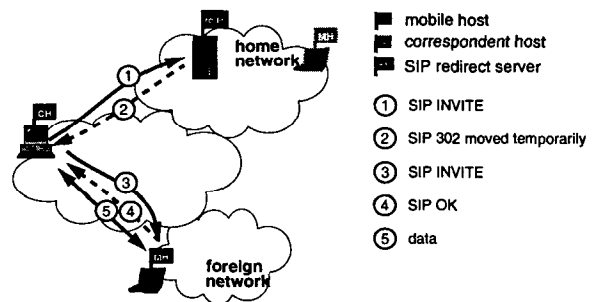 home
network
MH
CH
1
2
3
4
5
MH
foreign
network
mobile host
correspondent host
SIP redirect server
1 SIP INVITE
2 SIP 302 moved temporarily
3 SIP INVITE
4 SIP OK
5 data